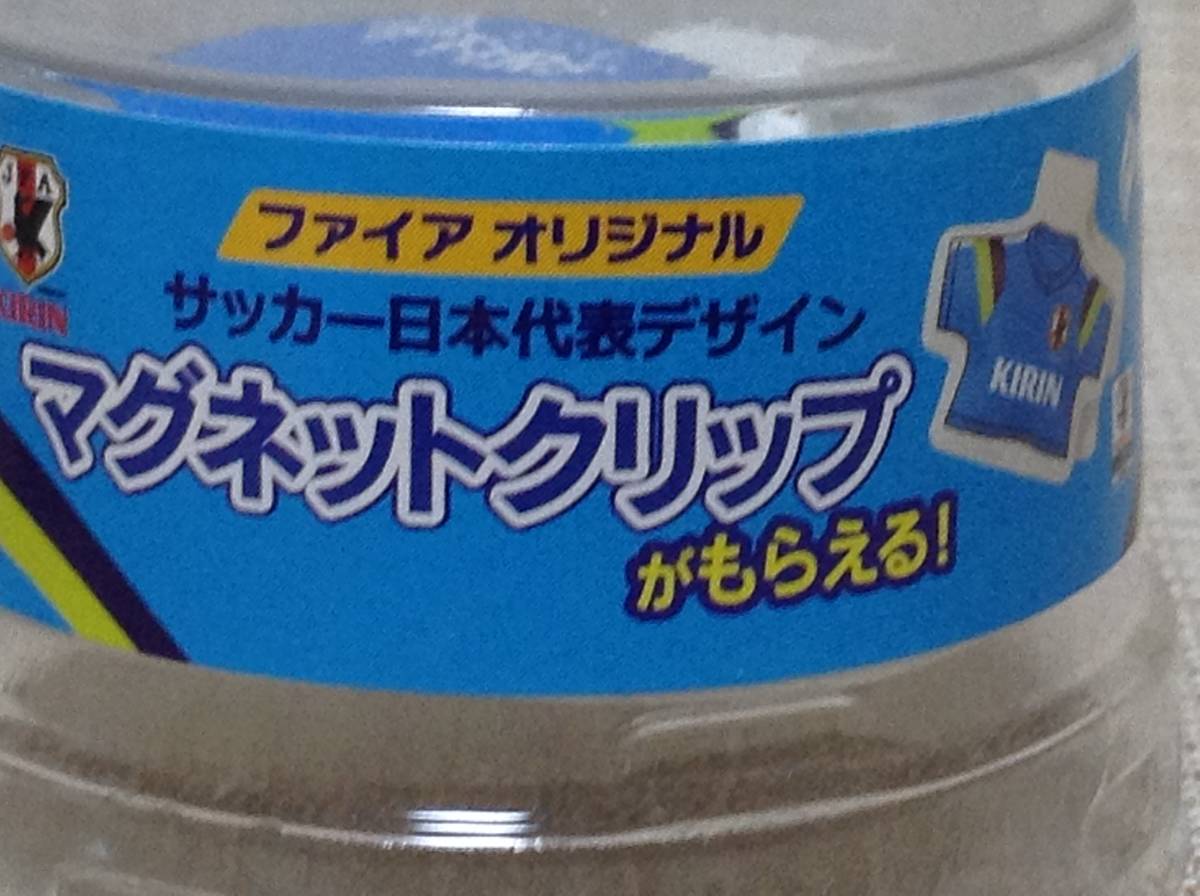 ファイア オリジナル
サッカー日本代表デザイン
マグネットクリップ
がもらえる!
KIRIN
KIRIN